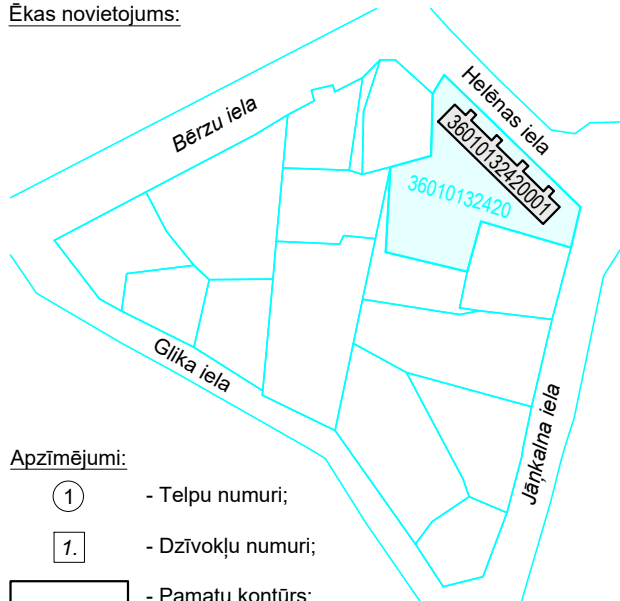 Ēkas novietojums:
Bērzu iela
Helēnas iela
36010132420001
36010132420
Glika iela
Jāņkalna iela
Apzīmējumi:
1 - Telpu numuri;
1. - Dzīvokļu numuri;
- Pamatu kontūrs;